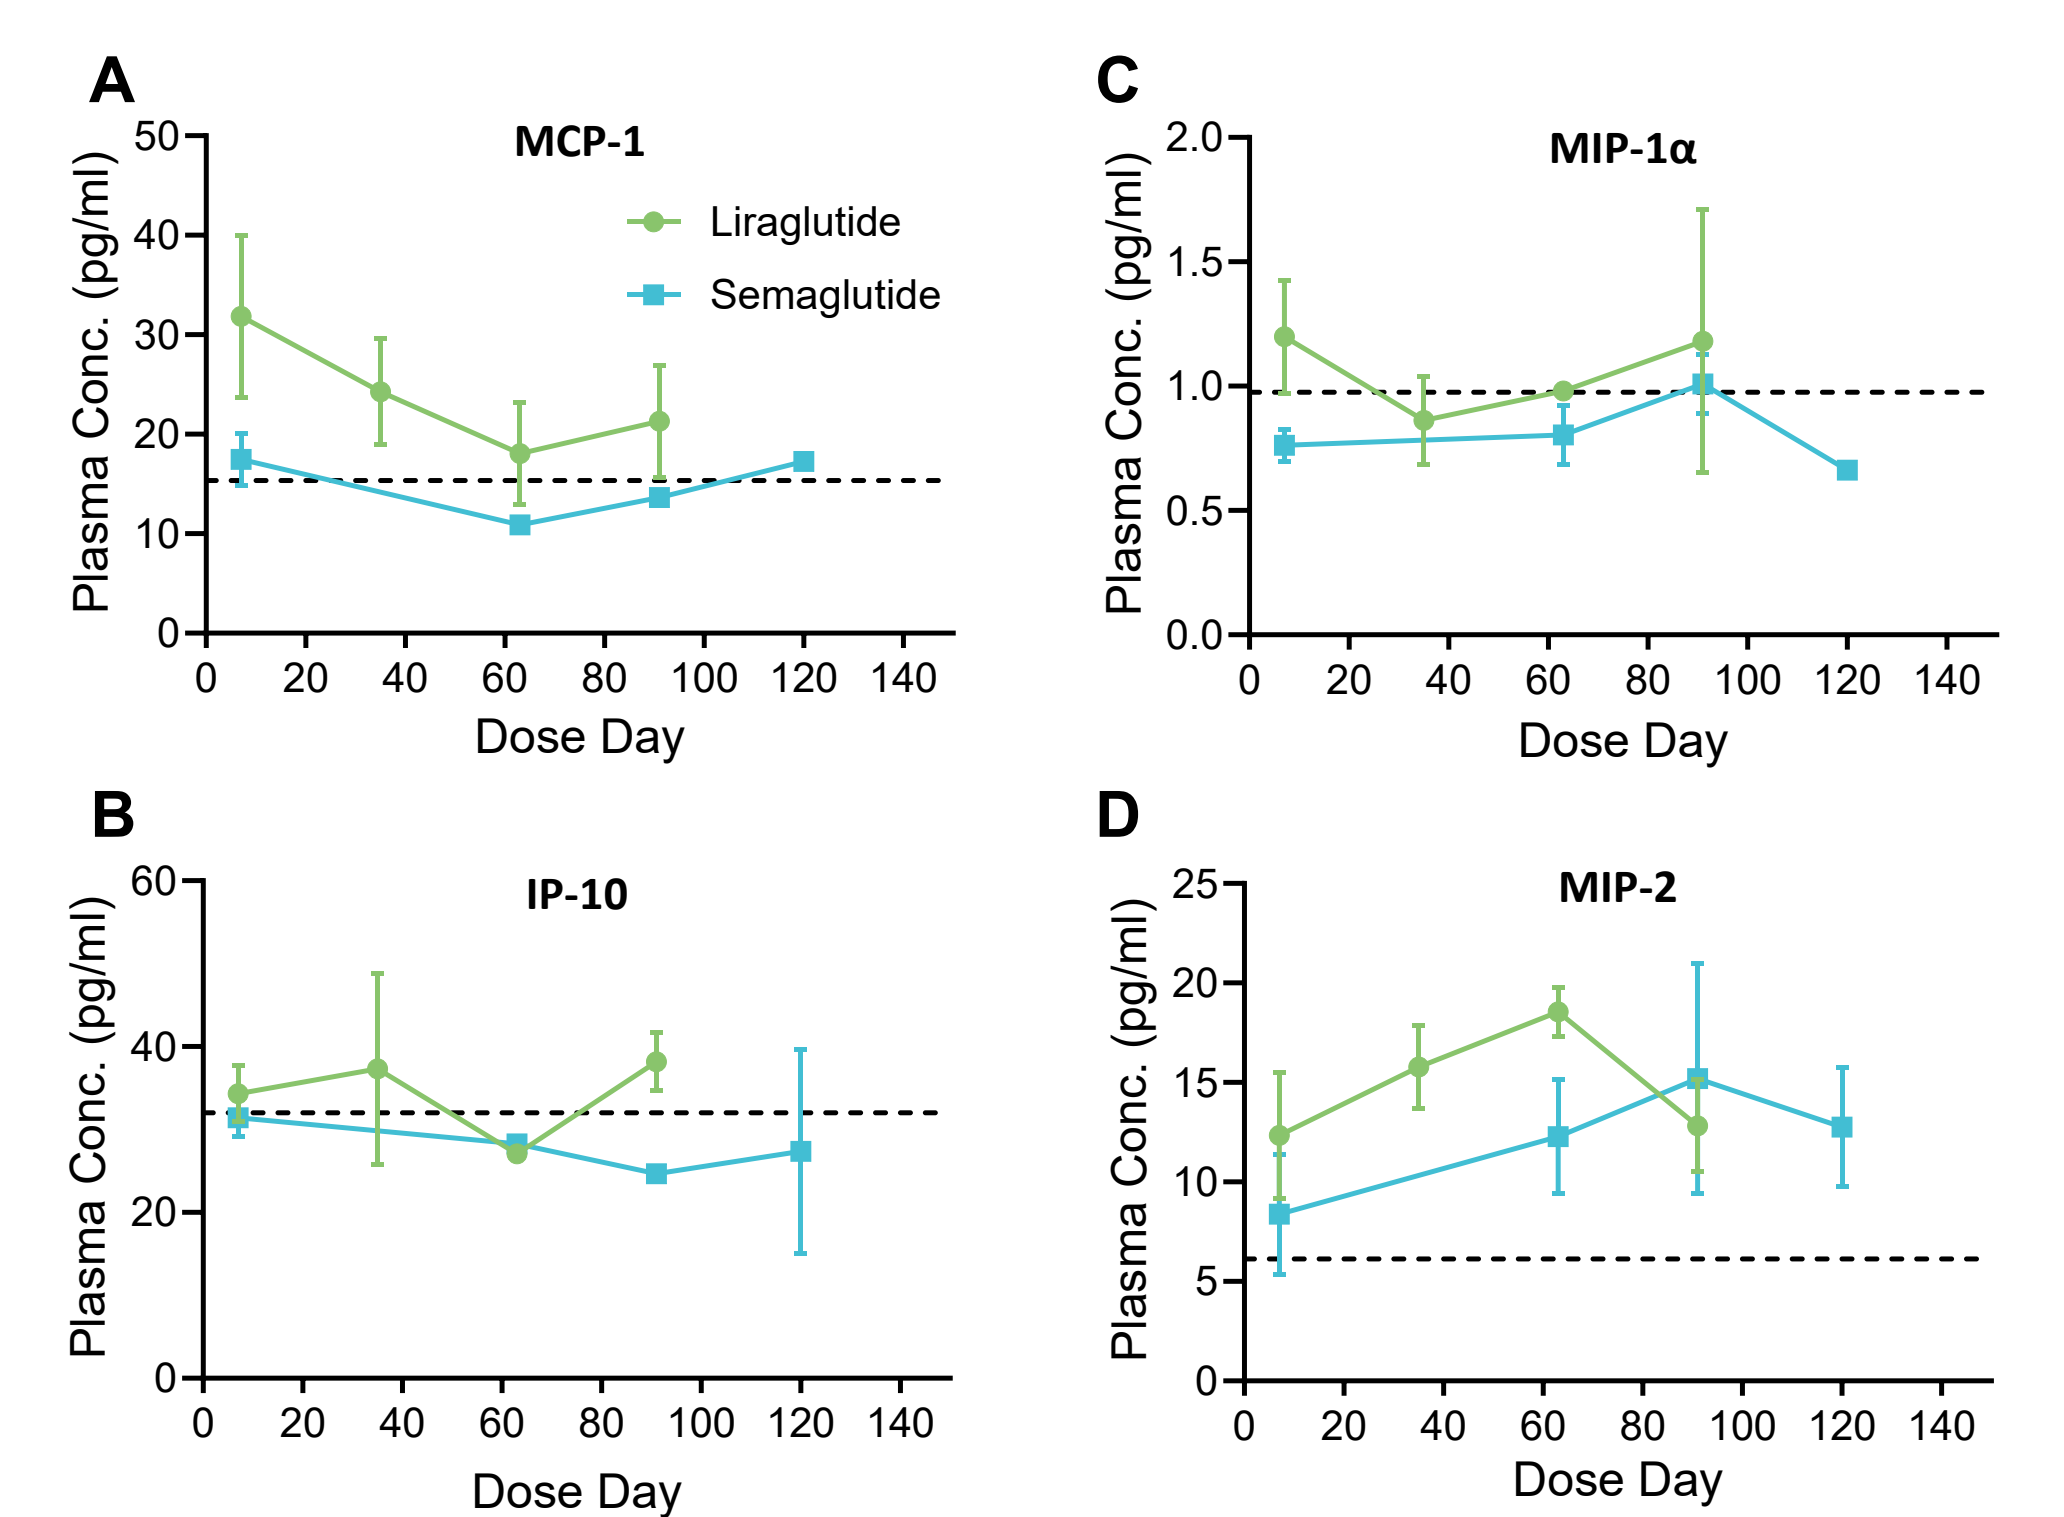 A
MCP-1
Plasma Conc. (pg/ml)
50
40
30
20
10
0
Liraglutide
Semaglutide
0 20 40 60 80 100 120 140
Dose Day
B
IP-10
Plasma Conc. (pg/ml)
60
40
20
0
0 20 40 60 80 100 120 140
Dose Day
C
MIP-1α
Plasma Conc. (pg/ml)
2.0
1.5
1.0
0.5
0.0
0 20 40 60 80 100 120 140
Dose Day
D
MIP-2
Plasma Conc. (pg/ml)
25
20
15
10
5
0
0 20 40 60 80 100 120 140
Dose Day